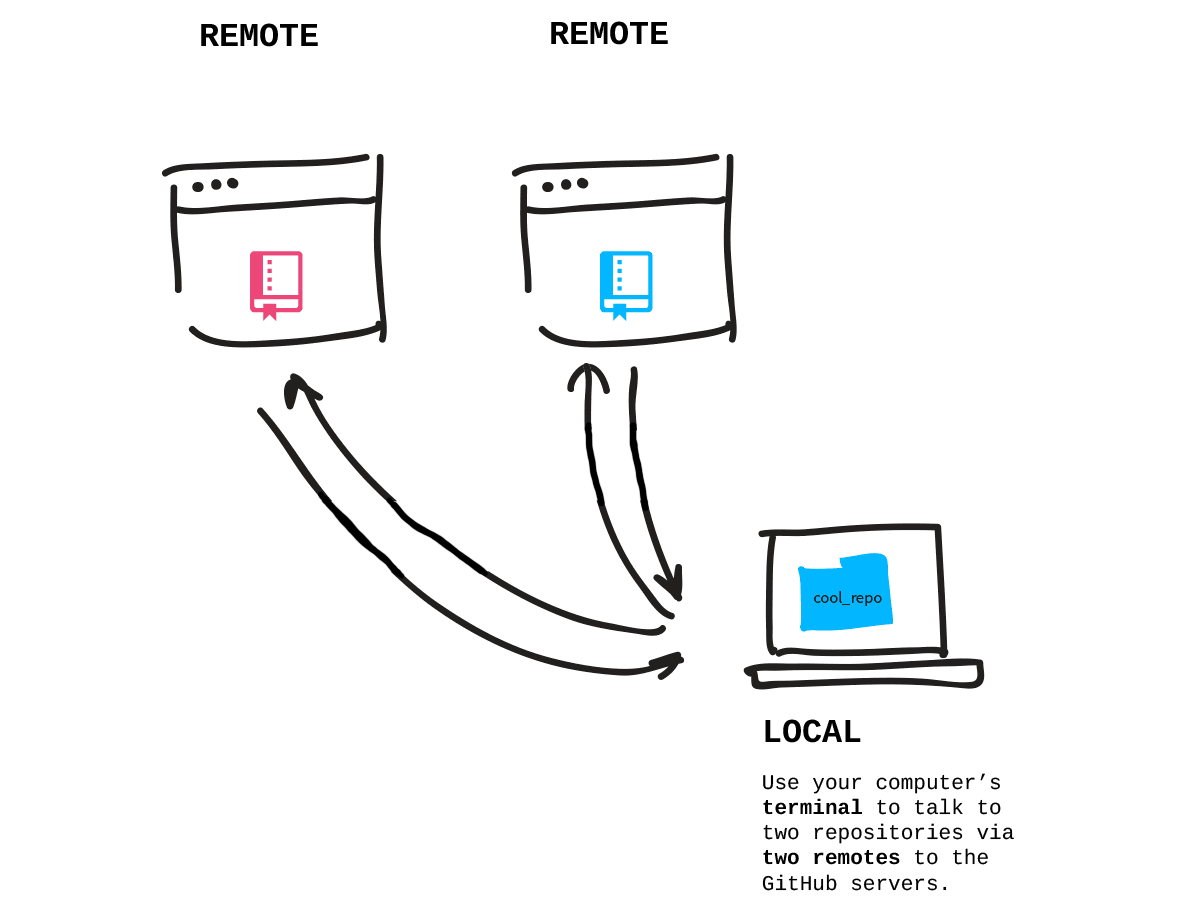 REMOTE
REMOTE
cool_repo
LOCAL
Use your computer’s
terminal to talk to
two repositories via
two remotes to the
GitHub servers.